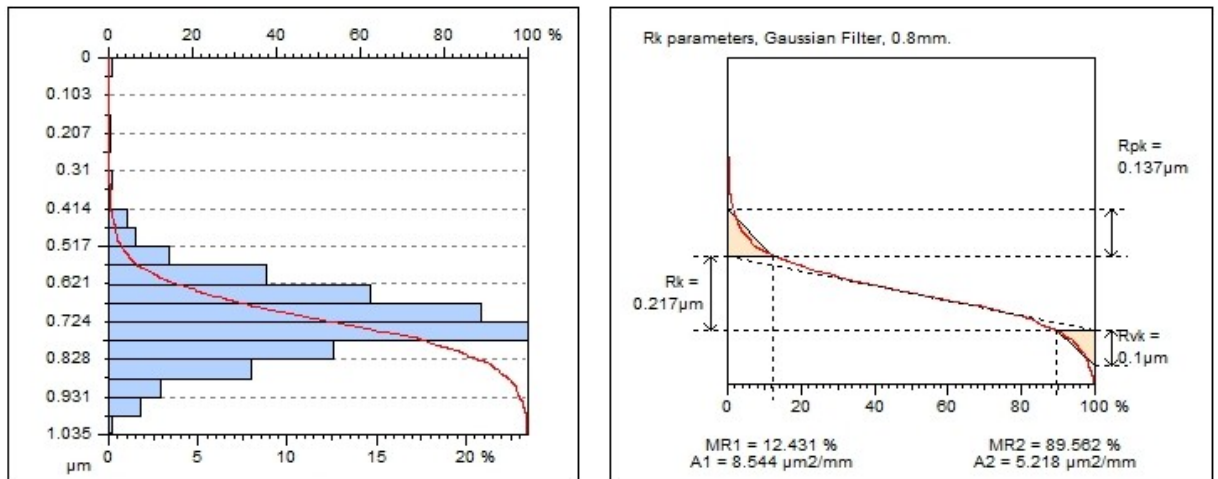 0 20 40 60 80 100 %
0
0.103
0.207
0.31
0.414
0.517
0.621
0.724
0.828
0.931
1.035
µm
0 5 10 15 20 %
Rk parameters, Gaussian Filter, 0.8mm.
Rpk =
0.137µm
Rk =
0.217µm
Rvk =
0.1µm
0 20 40 60 80 100 %
MR1 = 12.431 % MR2 = 89.562 %
A1 = 8.544 µm2/mm A2 = 5.218 µm2/mm